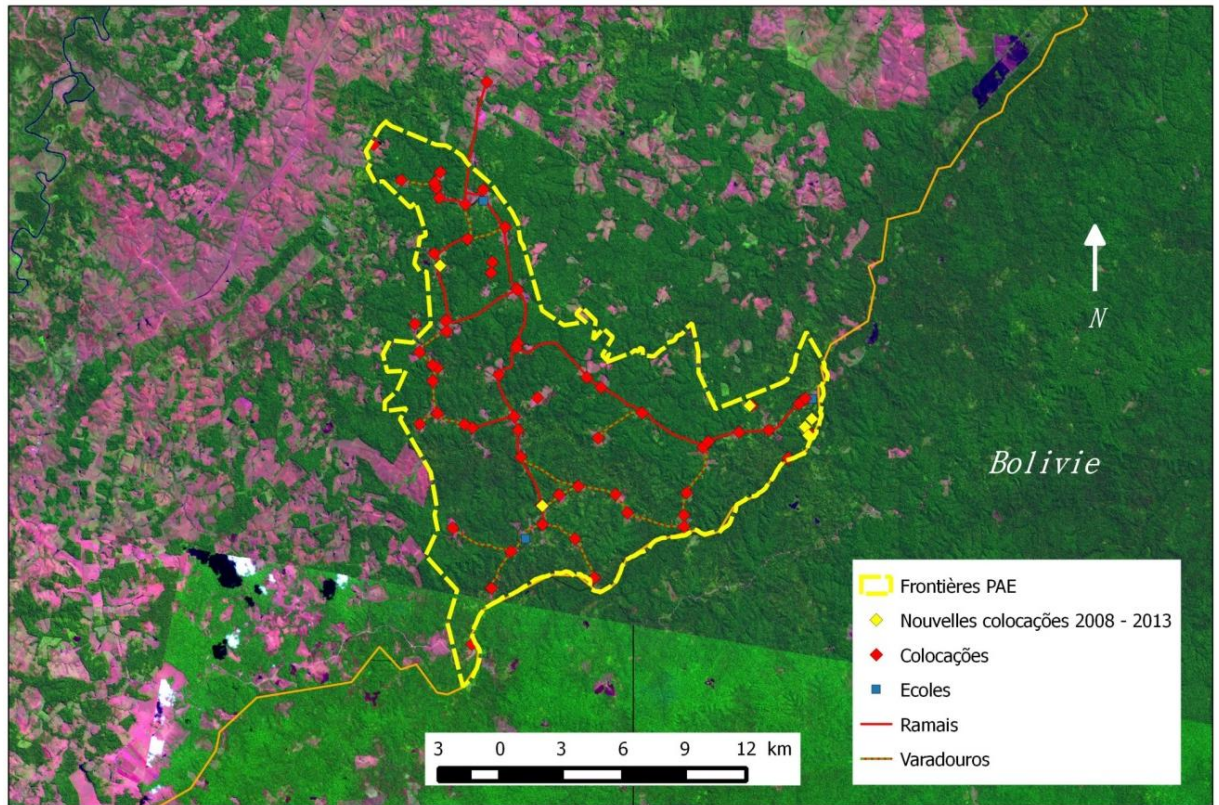 N
Bolivie
Frontières PAE
Nouvelles colocações 2008 - 2013
Colocações
Ecoles
Ramais
Varadouros
3 0 3 6 9 12 km